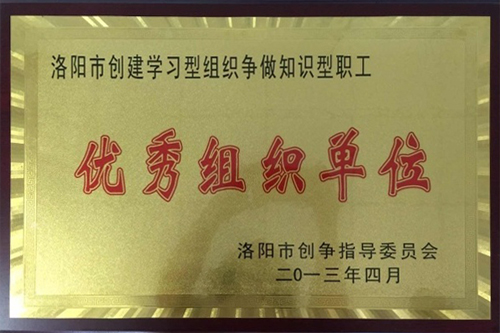 洛阳市创建学习型组织争做知识型职工
优秀组织单位
洛阳市创争指导委员会
二0一三年四月